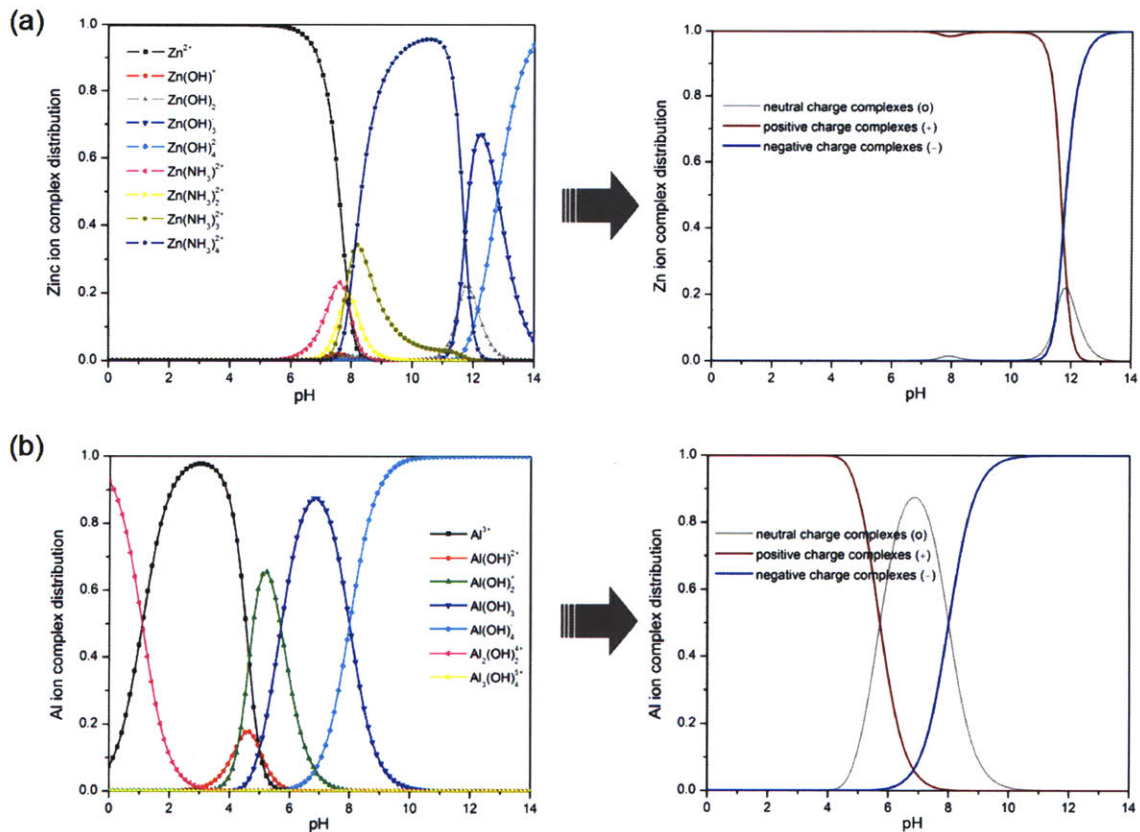 (a)
Zinc ion complex distribution
1.0
0.8
0.6
0.4
0.2
0.0
Zn²⁺
Zn(OH)⁺
Zn(OH)₂
Zn(OH)₃⁻
Zn(OH)₄²⁻
Zn(NH₃)²⁺
Zn(NH₃)₂²⁺
Zn(NH₃)₃²⁺
Zn(NH₃)₄²⁺
0 2 4 6 8 10 12 14
pH
Zn ion complex distribution
1.0
0.8
0.6
0.4
0.2
0.0
neutral charge complexes (o)
positive charge complexes (+)
negative charge complexes (−)
0 2 4 6 8 10 12 14
pH
(b)
Al ion complex distribution
1.0
0.8
0.6
0.4
0.2
0.0
Al³⁺
Al(OH)²⁺
Al(OH)₂⁺
Al(OH)₃
Al(OH)₄⁻
Al₂(OH)₂⁴⁺
Al₃(OH)₄⁵⁺
0 2 4 6 8 10 12 14
pH
Al ion complex distribution
1.0
0.8
0.6
0.4
0.2
0.0
neutral charge complexes (o)
positive charge complexes (+)
negative charge complexes (−)
0 2 4 6 8 10 12 14
pH